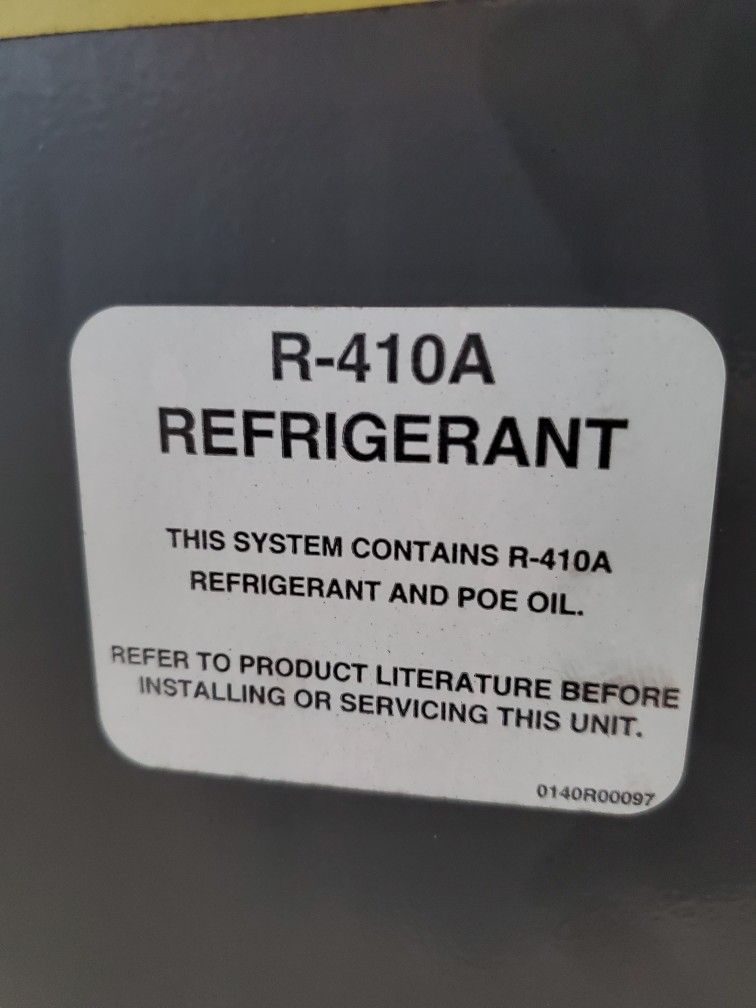 R-410A
REFRIGERANT
THIS SYSTEM CONTAINS R-410A
REFRIGERANT AND POE OIL.
REFER TO PRODUCT LITERATURE BEFORE
INSTALLING OR SERVICING THIS UNIT.
0140R00097